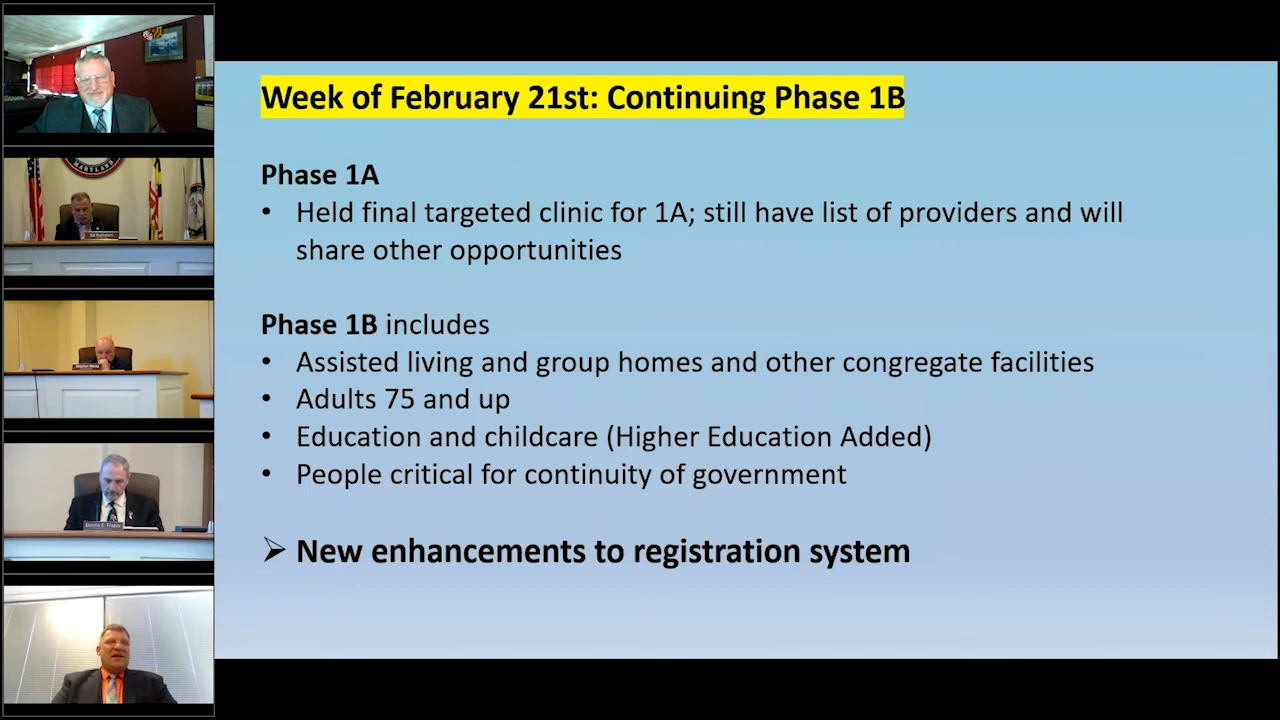 Week of February 21st: Continuing Phase 1B
Phase 1A
• Held final targeted clinic for 1A; still have list of providers and will
share other opportunities
Phase 1B includes
• Assisted living and group homes and other congregate facilities
• Adults 75 and up
• Education and childcare (Higher Education Added)
• People critical for continuity of government
➢ New enhancements to registration system
MARYLAND